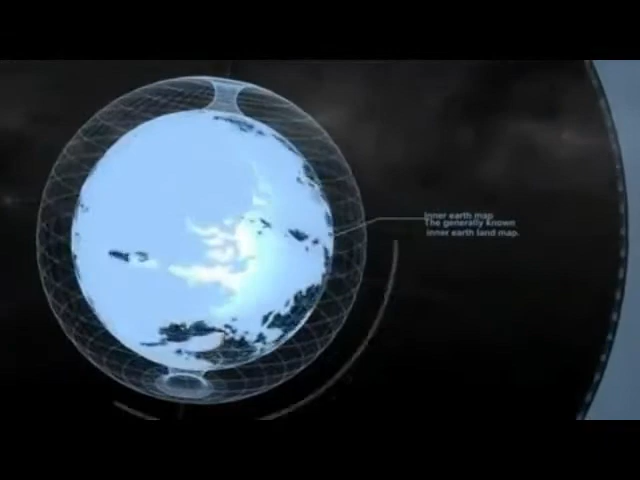 Inner earth map
The generally known
inner earth land map.